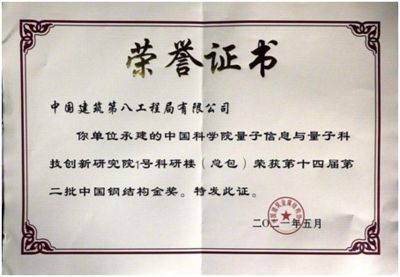 荣誉证书
中国建筑第八工程局有限公司
你单位承建的中国科学院量子信息与量子科
技创新研究院1号科研楼（总包）荣获第十四届第
二批中国钢结构金奖。特发此证。
二〇二一年五月